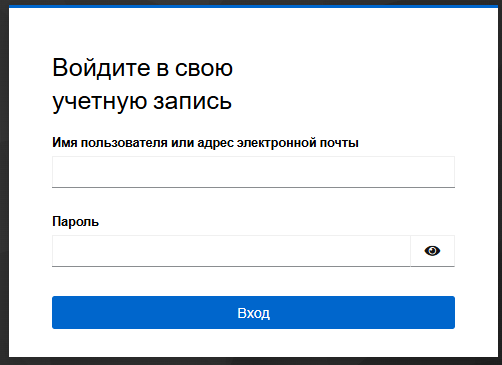 Войдите в свою
учетную запись
Имя пользователя или адрес электронной почты
Пароль
Вход